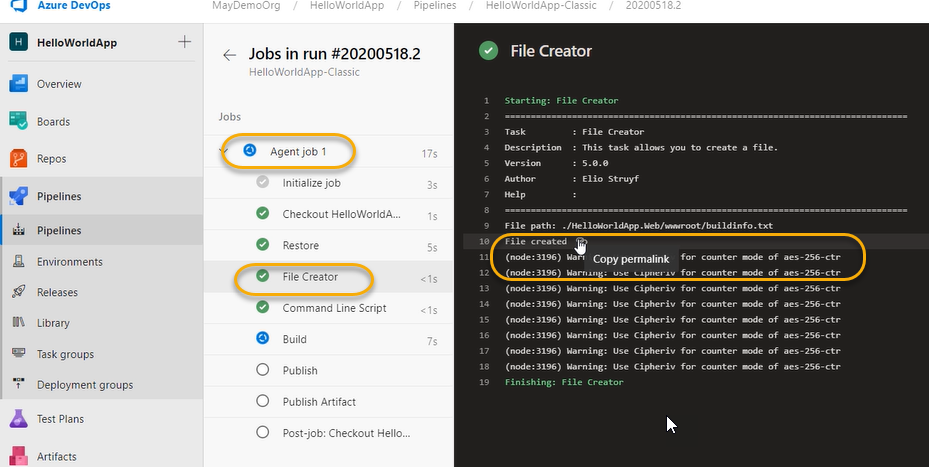 Azure DevOps
MayDemoOrg / HelloWorldApp / Pipelines / HelloWorldApp-Classic / 20200518.2
H HelloWorldApp +
Overview
Boards
Repos
Pipelines
Pipelines
Environments
Releases
Library
Task groups
Deployment groups
Test Plans
Artifacts
Jobs in run #20200518.2
HelloWorldApp-Classic
Jobs
Agent job 1 17s
Initialize job 3s
Checkout HelloWorldA... 1s
Restore 5s
File Creator <1s
Command Line Script <1s
Build 7s
Publish
Publish Artifact
Post-job: Checkout Hello...
File Creator
1 Starting: File Creator
2 ==============================================================================
3 Task : File Creator
4 Description : This task allows you to create a file.
5 Version : 5.0.0
6 Author : Elio Struyf
7 Help :
8 ==============================================================================
9 File path: ./HelloWorldApp.Web/wwwroot/buildinfo.txt
10 File created
Copy permalink
11 (node:3196) Warn for counter mode of aes-256-ctr
12 (node:3196) Warning: Use Cipheriv for counter mode of aes-256-ctr
13 (node:3196) Warning: Use Cipheriv for counter mode of aes-256-ctr
14 (node:3196) Warning: Use Cipheriv for counter mode of aes-256-ctr
15 (node:3196) Warning: Use Cipheriv for counter mode of aes-256-ctr
16 (node:3196) Warning: Use Cipheriv for counter mode of aes-256-ctr
17 (node:3196) Warning: Use Cipheriv for counter mode of aes-256-ctr
18 (node:3196) Warning: Use Cipheriv for counter mode of aes-256-ctr
19 Finishing: File Creator